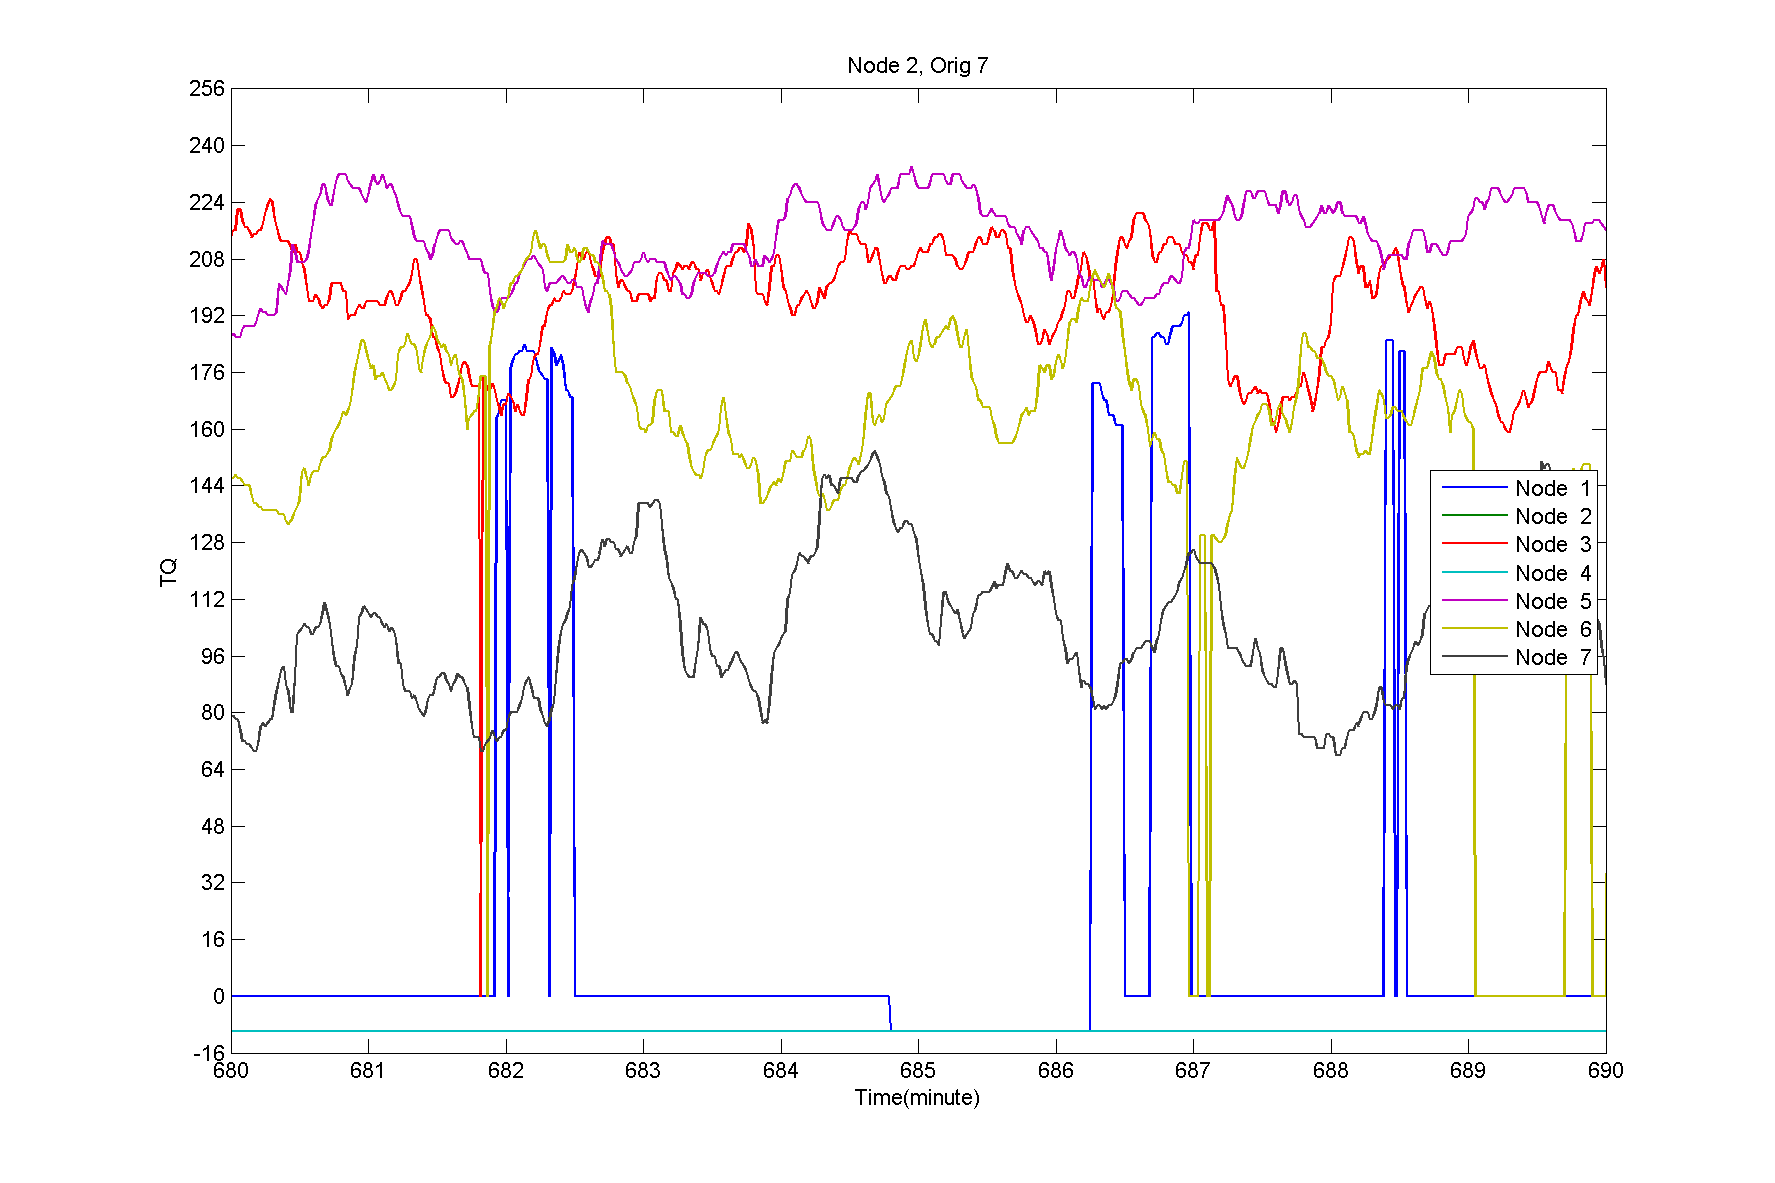 Node 2, Orig 7
256
240
224
208
192
176
160
144
128
112
96
80
64
48
32
16
0
-16
TQ
Node 1
Node 2
Node 3
Node 4
Node 5
Node 6
Node 7
680 681 682 683 684 685 686 687 688 689 690
Time(minute)